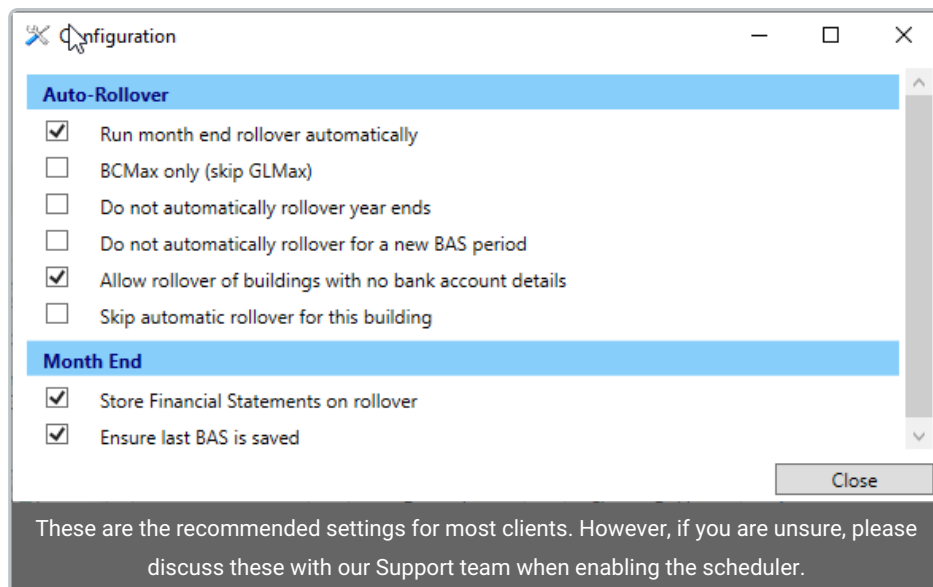 Configuration
Auto-Rollover
Run month end rollover automatically
BCMax only (skip GLMax)
Do not automatically rollover year ends
Do not automatically rollover for a new BAS period
Allow rollover of buildings with no bank account details
Skip automatic rollover for this building
Month End
Store Financial Statements on rollover
Ensure last BAS is saved
Close
These are the recommended settings for most clients. However, if you are unsure, please
discuss these with our Support team when enabling the scheduler.